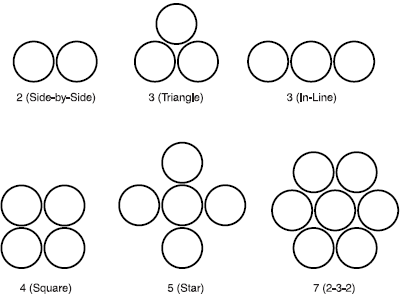 2 (Side-by-Side)
3 (Triangle)
3 (In-Line)
4 (Square)
5 (Star)
7 (2-3-2)